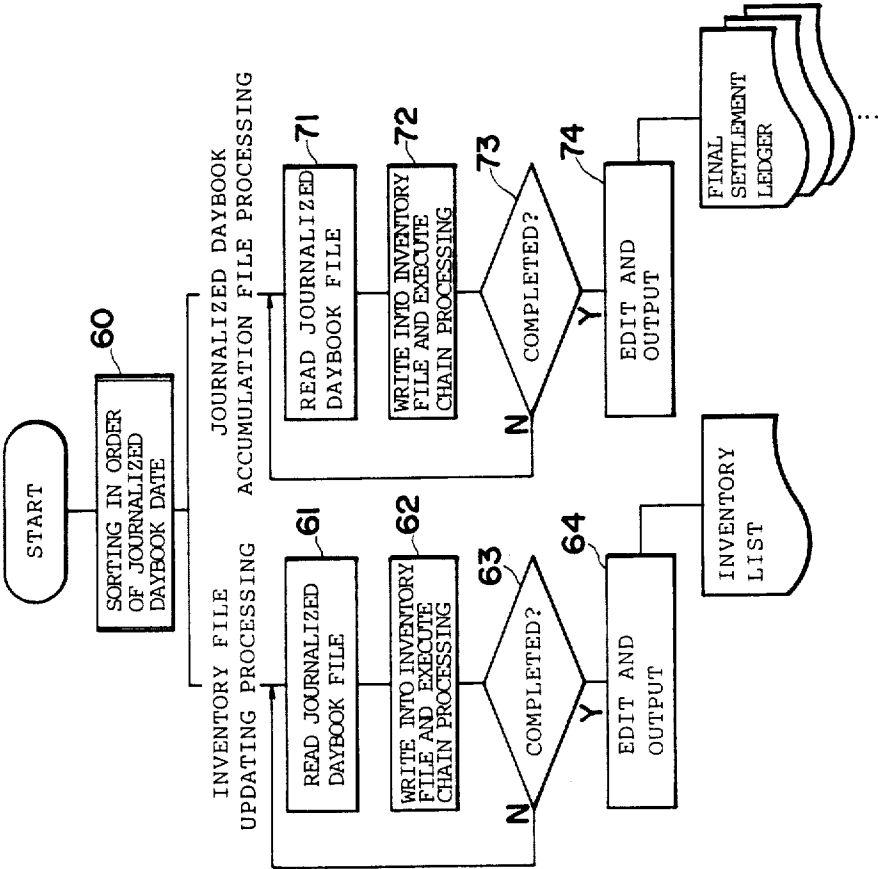 START
60
SORTING IN ORDER
OF JOURNALIZED
DAYBOOK DATE
INVENTORY FILE
UPDATING PROCESSING
61
READ JOURNALIZED
DAYBOOK FILE
62
WRITE INTO INVENTORY
FILE AND EXECUTE
CHAIN PROCESSING
63
COMPLETED?
N
Y
64
EDIT AND
OUTPUT
INVENTORY
LIST
JOURNALIZED DAYBOOK
ACCUMULATION FILE PROCESSING
71
READ JOURNALIZED
DAYBOOK FILE
72
WRITE INTO INVENTORY
FILE AND EXECUTE
CHAIN PROCESSING
73
COMPLETED?
N
Y
74
EDIT AND
OUTPUT
FINAL
SETTLEMENT
LEDGER
...